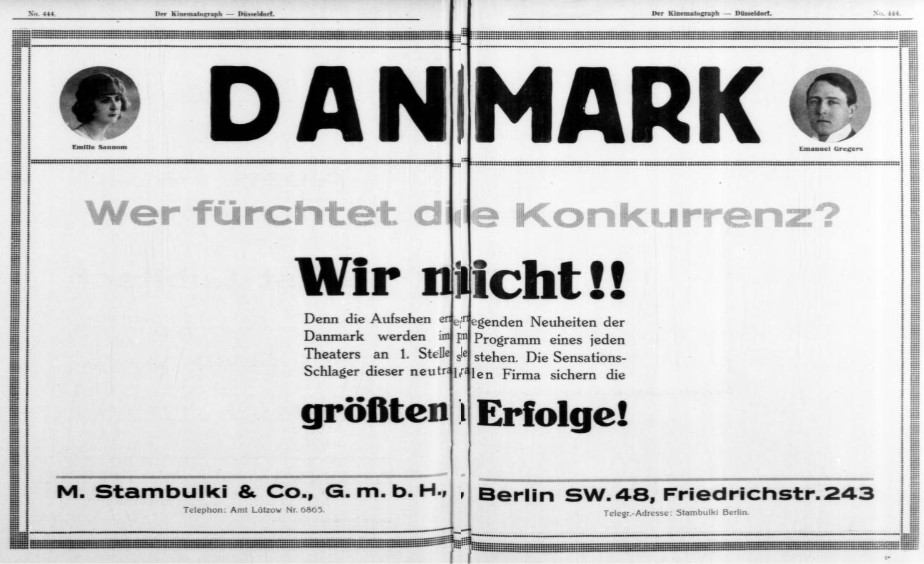 No. 444. Der Kinematograph — Düsseldorf. Der Kinematograph — Düsseldorf. No. 444.
DANMARK
Emilie Sannom
Emanuel Gregers
Wer fürchtet die Konkurrenz?
Wir nicht!!
Denn die Aufsehen erregenden Neuheiten der
Danmark werden im Programm eines jeden
Theaters an 1. Stelle stehen. Die Sensations-
Schlager dieser neutralen Firma sichern die
größten Erfolge!
M. Stambulki & Co., G. m. b. H., Berlin SW. 48, Friedrichstr. 243
Telephon: Amt Lützow Nr. 6865.
Telegr.-Adresse: Stambulki Berlin.